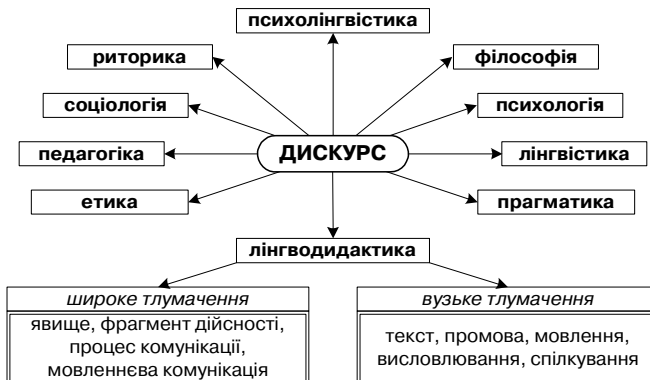 психолінгвістика
риторика
філософія
соціологія
психологія
педагогіка
ДИСКУРС
лінгвістика
етика
прагматика
лінгводидактика
широке тлумачення
явище, фрагмент дійсності,
процес комунікації,
мовленнєва комунікація
вузьке тлумачення
текст, промова, мовлення,
висловлювання, спілкування